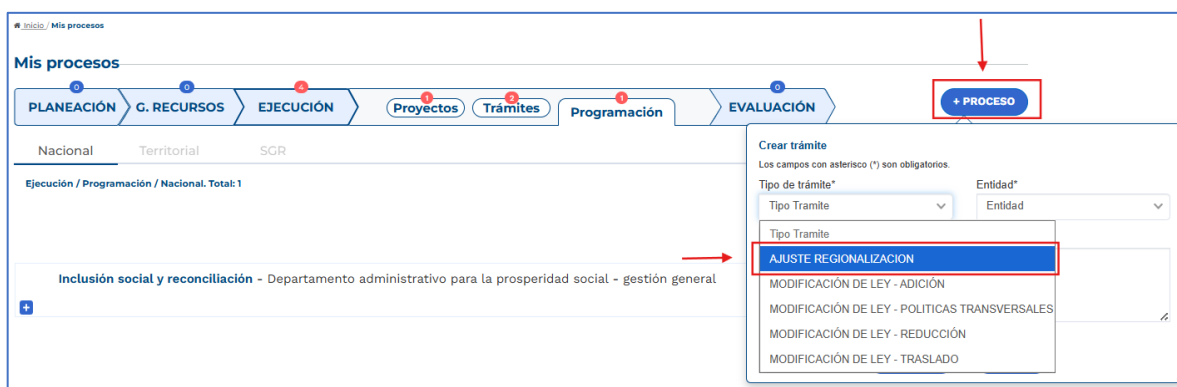 Inicio / Mis procesos
Mis procesos
0 0 4 1 2 1 0
PLANEACIÓN G. RECURSOS EJECUCIÓN Proyectos Trámites Programación EVALUACIÓN + PROCESO
Nacional Territorial SGR
Ejecución / Programación / Nacional. Total: 1
Inclusión social y reconciliación - Departamento administrativo para la prosperidad social - gestión general
+
Crear trámite
Los campos con asterisco (*) son obligatorios.
Tipo de trámite* Entidad*
Tipo Tramite Entidad
Tipo Tramite
AJUSTE REGIONALIZACION
MODIFICACIÓN DE LEY - ADICIÓN
MODIFICACIÓN DE LEY - POLITICAS TRANSVERSALES
MODIFICACIÓN DE LEY - REDUCCIÓN
MODIFICACIÓN DE LEY - TRASLADO